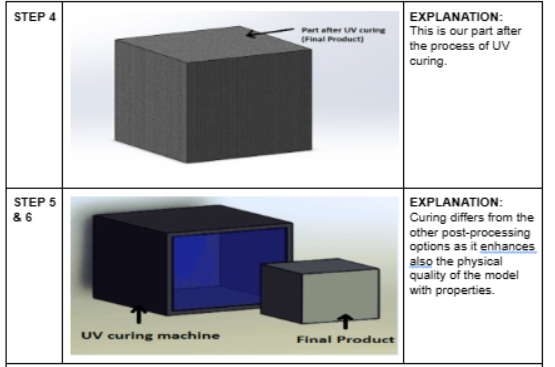 STEP 4
Part after UV curing
(Final Product)
EXPLANATION:
This is our part after
the process of UV
curing.
STEP 5
& 6
UV curing machine
Final Product
EXPLANATION:
Curing differs from the
other post-processing
options as it enhances
also the physical
quality of the model
with properties.